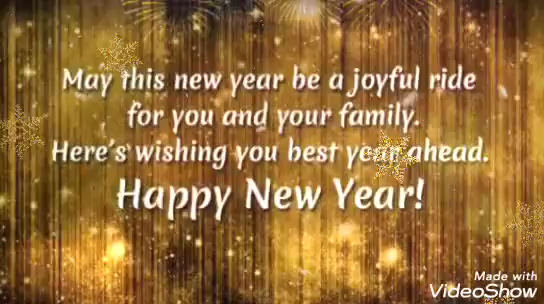 May this new year be a joyful ride
for you and your family.
Here's wishing you best year ahead.
Happy New Year!
Made with
VideoShow